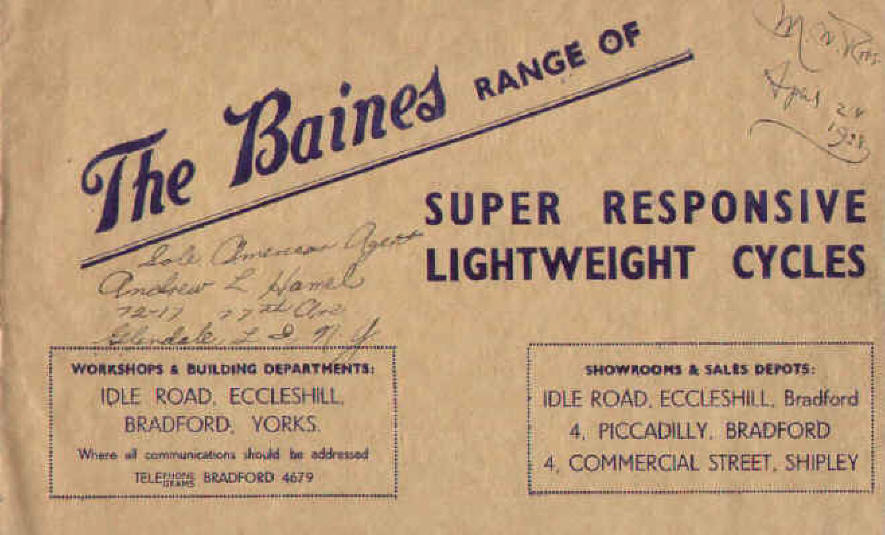 The Baines RANGE OF
SUPER RESPONSIVE
LIGHTWEIGHT CYCLES
M. W.
24
Sole American Agent
Andrew L Hamel
72-17 77th Ave
Glendale L I N Y
WORKSHOPS & BUILDING DEPARTMENTS:
IDLE ROAD, ECCLESHILL,
BRADFORD, YORKS.
Where all communications should be addressed
TELEPHONE GRAMS BRADFORD 4679
SHOWROOMS & SALES DEPOTS:
IDLE ROAD, ECCLESHILL, Bradford
4, PICCADILLY, BRADFORD
4, COMMERCIAL STREET, SHIPLEY